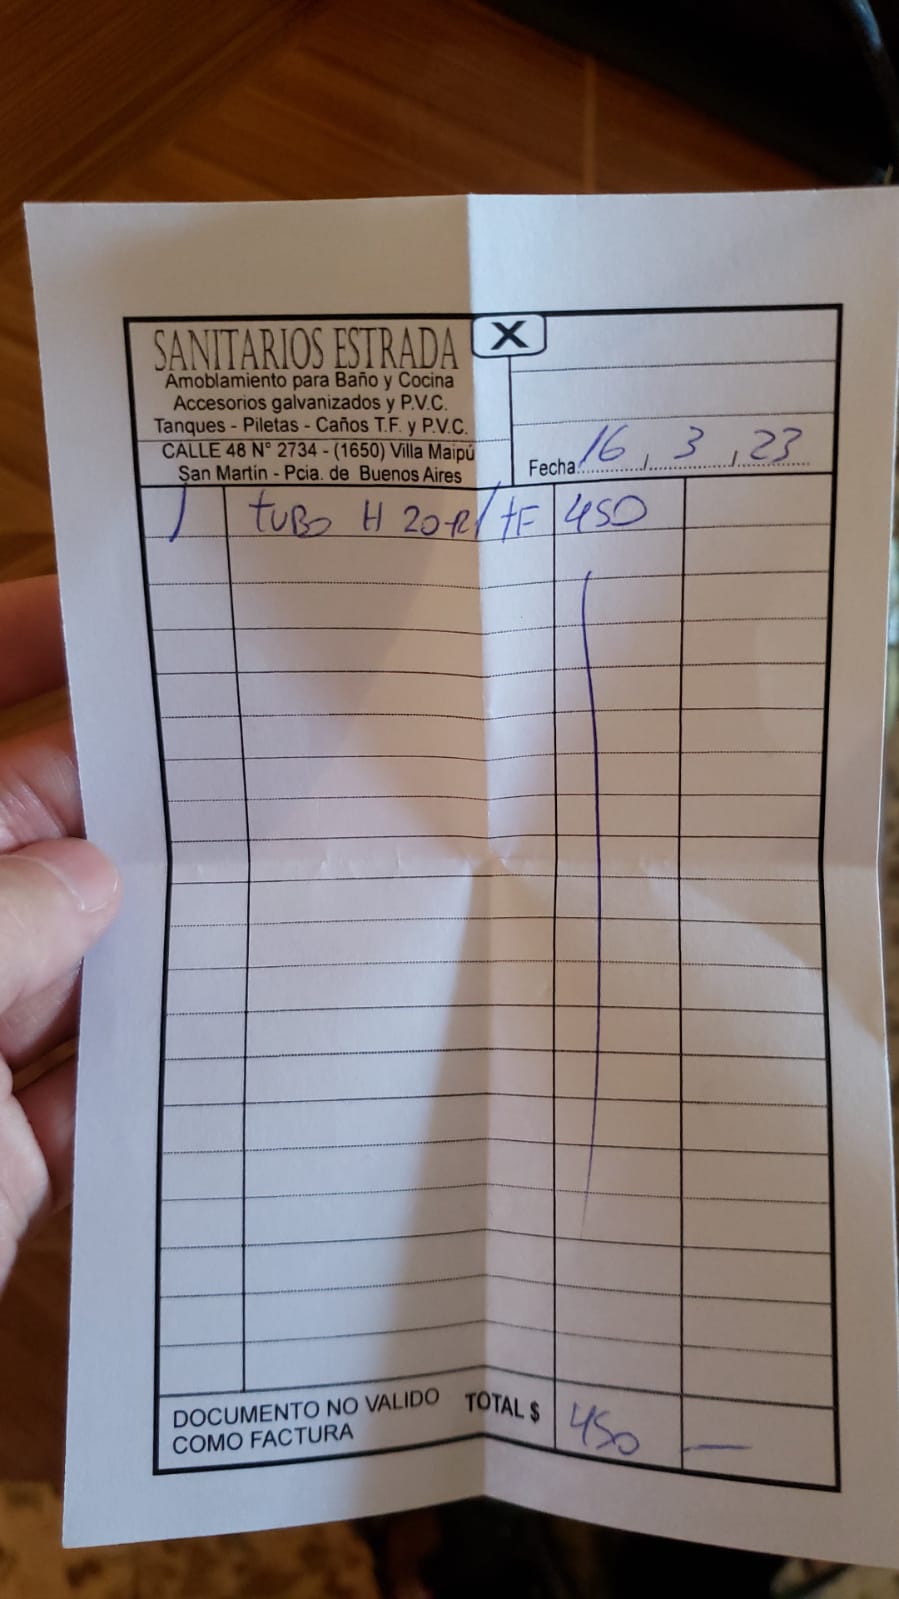 SANITARIOS ESTRADA
Amoblamiento para Baño y Cocina
Accesorios galvanizados y P.V.C.
Tanques - Piletas - Caños T.F. y P.V.C.
CALLE 48 N° 2734 - (1650) Villa Maipú
San Martín - Pcia. de Buenos Aires
X
Fecha 16, 3, 23
1 tubo H 20 R/tF 450
DOCUMENTO NO VALIDO
COMO FACTURA
TOTAL $ 450 —